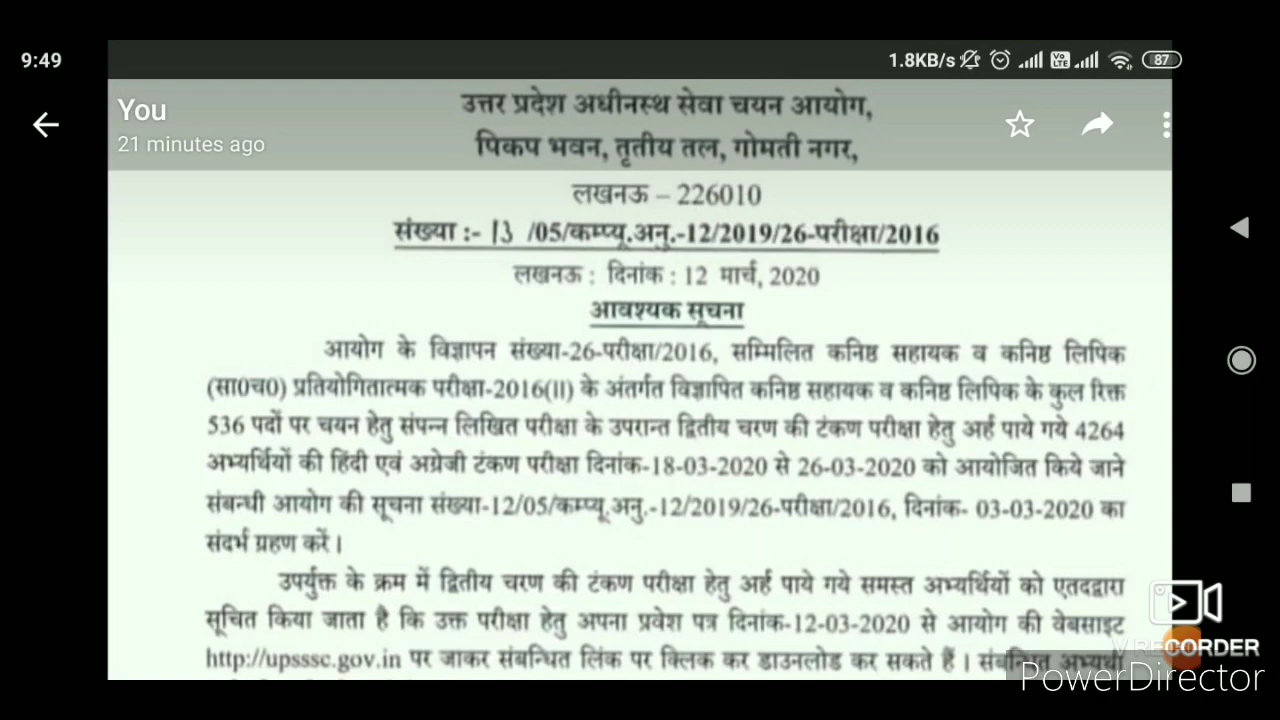 9:49
1.8KB/s
87
You
21 minutes ago
उत्तर प्रदेश अधीनस्थ सेवा चयन आयोग,
पिकप भवन, तृतीय तल, गोमती नगर,
लखनऊ – 226010
संख्या :- 13 /05/कम्प्यू.अनु.-12/2019/26-परीक्षा/2016
लखनऊ : दिनांक : 12 मार्च, 2020
आवश्यक सूचना
आयोग के विज्ञापन संख्या-26-परीक्षा/2016, सम्मिलित कनिष्ठ सहायक व कनिष्ठ लिपिक
(सा0च0) प्रतियोगितात्मक परीक्षा-2016(II) के अंतर्गत विज्ञापित कनिष्ठ सहायक व कनिष्ठ लिपिक के कुल रिक्त
536 पदों पर चयन हेतु संपन्न लिखित परीक्षा के उपरान्त द्वितीय चरण की टंकण परीक्षा हेतु अर्ह पाये गये 4264
अभ्यर्थियों की हिंदी एवं अग्रेजी टंकण परीक्षा दिनांक-18-03-2020 से 26-03-2020 को आयोजित किये जाने
संबन्धी आयोग की सूचना संख्या-12/05/कम्प्यू.अनु.-12/2019/26-परीक्षा/2016, दिनांक- 03-03-2020 का
संदर्भ ग्रहण करें।
उपर्युक्त के क्रम में द्वितीय चरण की टंकण परीक्षा हेतु अर्ह पाये गये समस्त अभ्यर्थियों को एतदद्वारा
सूचित किया जाता है कि उक्त परीक्षा हेतु अपना प्रवेश पत्र दिनांक-12-03-2020 से आयोग की वेबसाइट
http://upsssc.gov.in पर जाकर संबन्धित लिंक पर क्लिक कर डाउनलोड कर सकते हैं। संबन्धित अभ्यर्थी
V RECORDER
PowerDirector